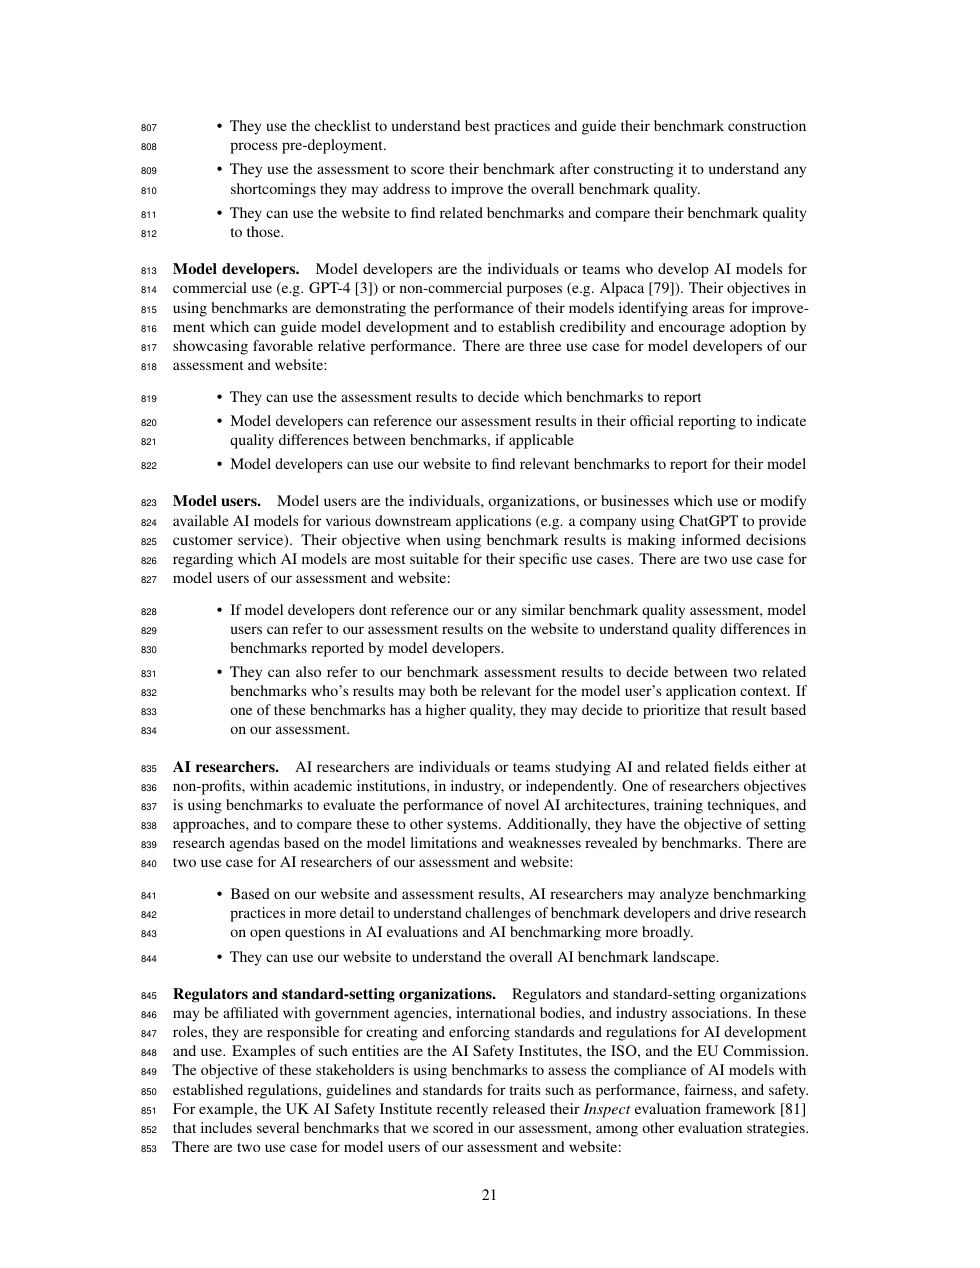 807 • They use the checklist to understand best practices and guide their benchmark construction
808 process pre-deployment.
809 • They use the assessment to score their benchmark after constructing it to understand any
810 shortcomings they may address to improve the overall benchmark quality.
811 • They can use the website to find related benchmarks and compare their benchmark quality
812 to those.
813 Model developers. Model developers are the individuals or teams who develop AI models for
814 commercial use (e.g. GPT-4 [3]) or non-commercial purposes (e.g. Alpaca [79]). Their objectives in
815 using benchmarks are demonstrating the performance of their models identifying areas for improve-
816 ment which can guide model development and to establish credibility and encourage adoption by
817 showcasing favorable relative performance. There are three use case for model developers of our
818 assessment and website:
819 • They can use the assessment results to decide which benchmarks to report
820 • Model developers can reference our assessment results in their official reporting to indicate
821 quality differences between benchmarks, if applicable
822 • Model developers can use our website to find relevant benchmarks to report for their model
823 Model users. Model users are the individuals, organizations, or businesses which use or modify
824 available AI models for various downstream applications (e.g. a company using ChatGPT to provide
825 customer service). Their objective when using benchmark results is making informed decisions
826 regarding which AI models are most suitable for their specific use cases. There are two use case for
827 model users of our assessment and website:
828 • If model developers dont reference our or any similar benchmark quality assessment, model
829 users can refer to our assessment results on the website to understand quality differences in
830 benchmarks reported by model developers.
831 • They can also refer to our benchmark assessment results to decide between two related
832 benchmarks who's results may both be relevant for the model user's application context. If
833 one of these benchmarks has a higher quality, they may decide to prioritize that result based
834 on our assessment.
835 AI researchers. AI researchers are individuals or teams studying AI and related fields either at
836 non-profits, within academic institutions, in industry, or independently. One of researchers objectives
837 is using benchmarks to evaluate the performance of novel AI architectures, training techniques, and
838 approaches, and to compare these to other systems. Additionally, they have the objective of setting
839 research agendas based on the model limitations and weaknesses revealed by benchmarks. There are
840 two use case for AI researchers of our assessment and website:
841 • Based on our website and assessment results, AI researchers may analyze benchmarking
842 practices in more detail to understand challenges of benchmark developers and drive research
843 on open questions in AI evaluations and AI benchmarking more broadly.
844 • They can use our website to understand the overall AI benchmark landscape.
845 Regulators and standard-setting organizations. Regulators and standard-setting organizations
846 may be affiliated with government agencies, international bodies, and industry associations. In these
847 roles, they are responsible for creating and enforcing standards and regulations for AI development
848 and use. Examples of such entities are the AI Safety Institutes, the ISO, and the EU Commission.
849 The objective of these stakeholders is using benchmarks to assess the compliance of AI models with
850 established regulations, guidelines and standards for traits such as performance, fairness, and safety.
851 For example, the UK AI Safety Institute recently released their Inspect evaluation framework [81]
852 that includes several benchmarks that we scored in our assessment, among other evaluation strategies.
853 There are two use case for model users of our assessment and website:
21